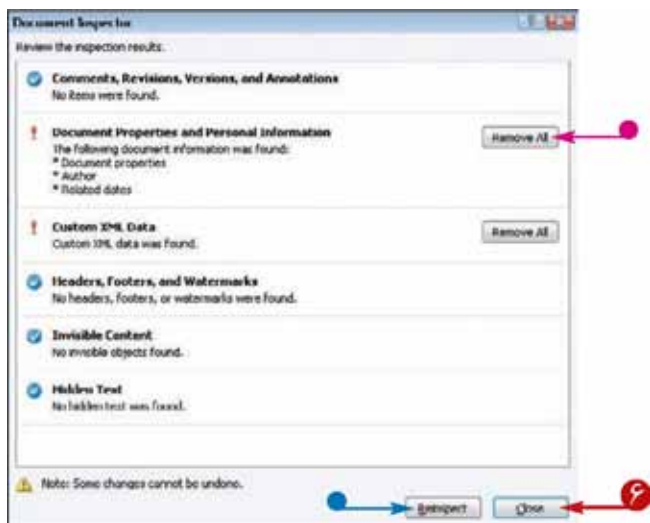 Document Inspector
Review the inspection results.
Comments, Revisions, Versions, and Annotations
No items were found.
Document Properties and Personal Information
Remove All
The following document information was found:
* Document properties
* Author
* Related dates
Custom XML Data
Custom XML data was found.
Remove All
Headers, Footers, and Watermarks
No headers, footers, or watermarks were found.
Invisible Content
No invisible objects found.
Hidden Text
No hidden text was found.
Note: Some changes cannot be undone.
Reinspect
Close
۶